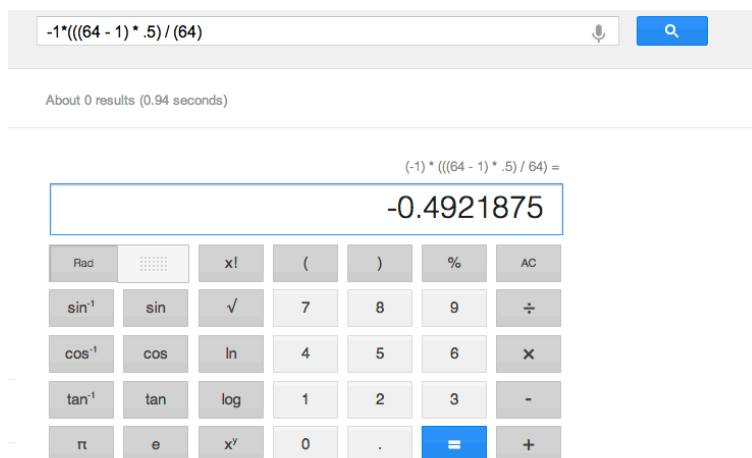 -1*(((64 - 1) * .5) / (64)
About 0 results (0.94 seconds)
(-1) * (((64 - 1) * .5) / 64) =
-0.4921875
Rad x! ( ) % AC
sin-1 sin √ 7 8 9 ÷
cos-1 cos ln 4 5 6 ×
tan-1 tan log 1 2 3 -
π e xy 0 . = +